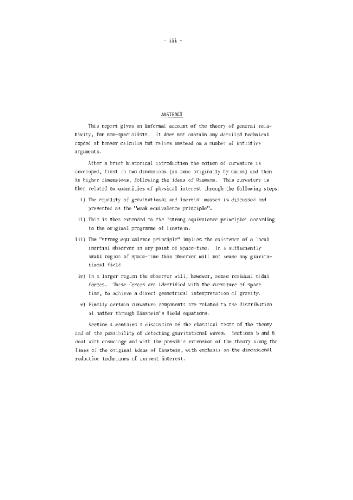 - iii -
ABSTRACT
This report gives an informal account of the theory of general rela-
tivity, for non-specialists. It does not contain any detailed technical
of tensor calculus but relies instead on a number of intuitive
arguments.
After a brief historical introduction the notion of curvature is
developed, first in two dimensions (as done originally by Gauss) and then
in higher dimensions, following the ideas of Riemann. This curvature is
then related to quantities of physical interest through the following steps
i) The equality of gravitational and inertial masses is discussed and
presented as the "weak equivalence principle".
ii) This is then extended to the "strong equivalence principle" according
to the original programme of Einstein.
iii) The "strong equivalence principle" implies the existence of a local
inertial observer at any point of space-time. In a sufficiently
small region of space-time this observer will not sense any gravita-
tional field.
iv) In a larger region the observer will, however, sense residual tidal
forces. These forces are identified with the curvature of space-
time, to achieve a direct geometrical interpretation of gravity.
v) Finally certain curvature components are related to the distribution
of matter through Einstein's field equations.
Section 4 contains a discussion of the classical tests of the theory
and of the possibility of detecting gravitational waves. Sections 5 and 6
deal with cosmology and with the possible extension of the theory along the
lines of the original ideas of Einstein, with emphasis on the dimensional
reduction techniques of current interest.